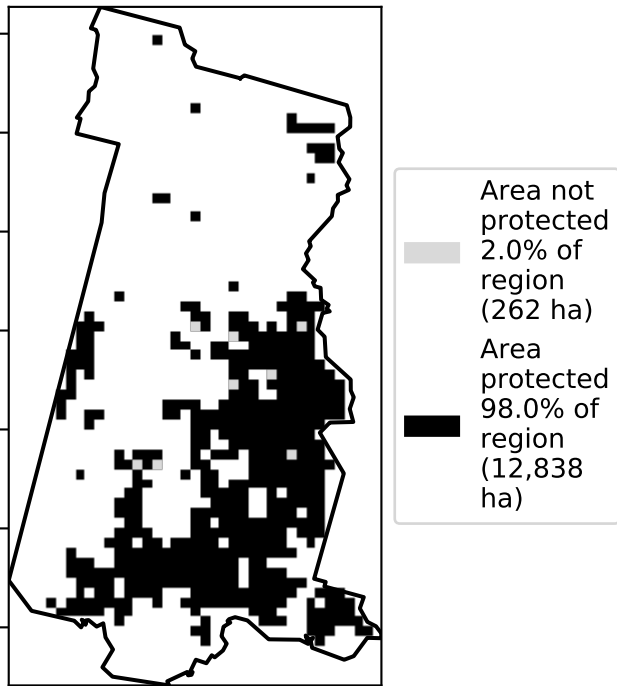 Area not
protected
2.0% of
region
(262 ha)
Area
protected
98.0% of
region
(12,838
ha)